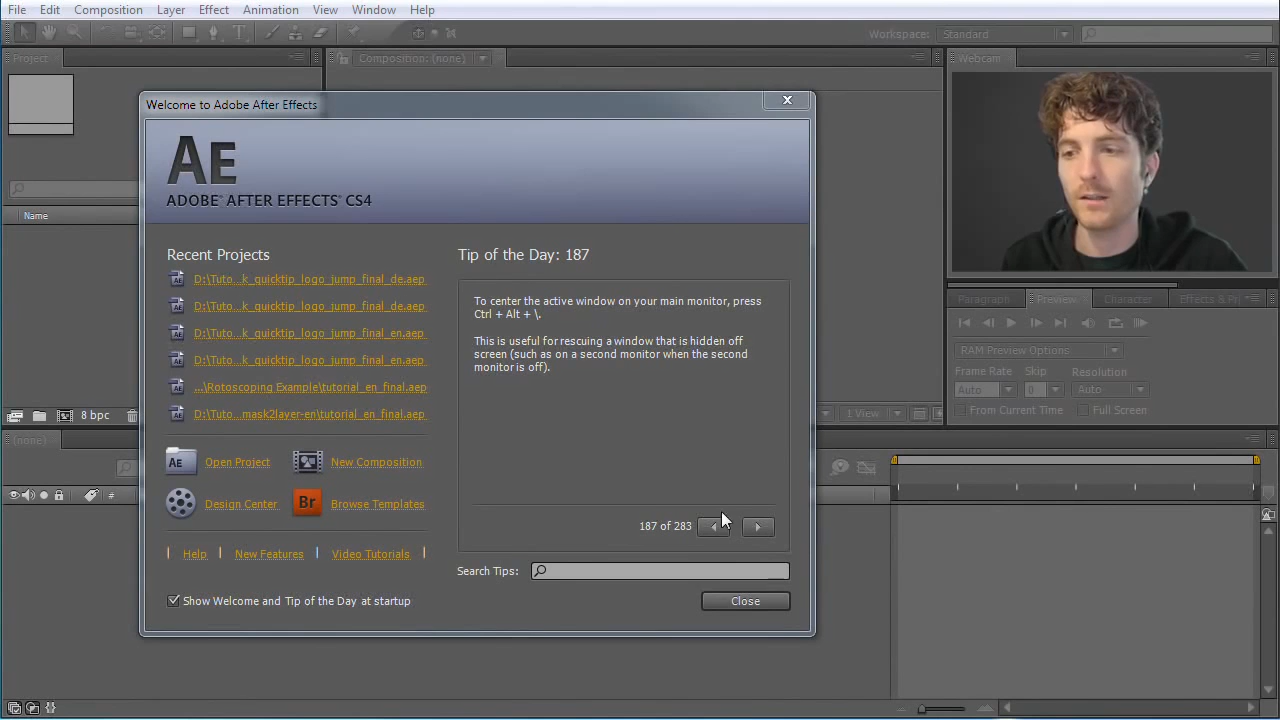 File Edit Composition Layer Effect Animation View Window Help
Workspace: Standard
Project
Composition: (none)
Webcam
Welcome to Adobe After Effects
AE
ADOBE® AFTER EFFECTS® CS4
Name
Recent Projects
D:\Tuto...k_quicktip_logo_jump_final_de.aep
D:\Tuto...k_quicktip_logo_jump_final_de.aep
D:\Tuto...k_quicktip_logo_jump_final_en.aep
D:\Tuto...k_quicktip_logo_jump_final_en.aep
...\Rotoscoping Example\tutorial_en_final.aep
D:\Tuto...mask2layer-en\tutorial_en_final.aep
Open Project
New Composition
Design Center
Br
Browse Templates
Help
New Features
Video Tutorials
Show Welcome and Tip of the Day at startup
Tip of the Day: 187
To center the active window on your main monitor, press
Ctrl + Alt + \.
This is useful for rescuing a window that is hidden off
screen (such as on a second monitor when the second
monitor is off).
187 of 283
Search Tips:
Close
Paragraph Preview Character Effects & Pr
RAM Preview Options
Frame Rate Skip Resolution
Auto 0 Auto
From Current Time Full Screen
8 bpc
1 View
(none)
#